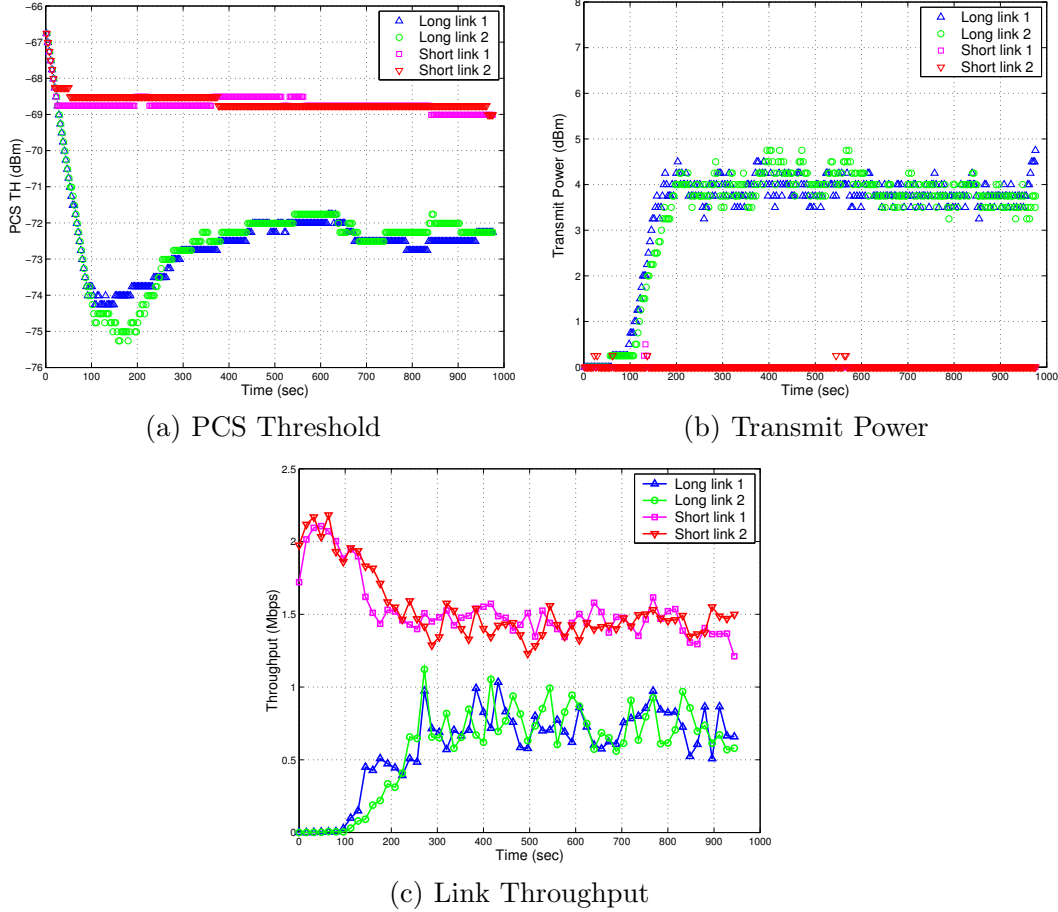 -66
-67
-68
-69
-70
-71
-72
-73
-74
-75
-76
PCS TH (dBm)
0 100 200 300 400 500 600 700 800 900 1000
Time (sec)
Long link 1
Long link 2
Short link 1
Short link 2
(a) PCS Threshold
8
7
6
5
4
3
2
1
0
Transmit Power (dBm)
0 100 200 300 400 500 600 700 800 900 1000
Time (sec)
Long link 1
Long link 2
Short link 1
Short link 2
(b) Transmit Power
2.5
2
1.5
1
0.5
0
Throughput (Mbps)
0 100 200 300 400 500 600 700 800 900 1000
Time (sec)
Long link 1
Long link 2
Short link 1
Short link 2
(c) Link Throughput